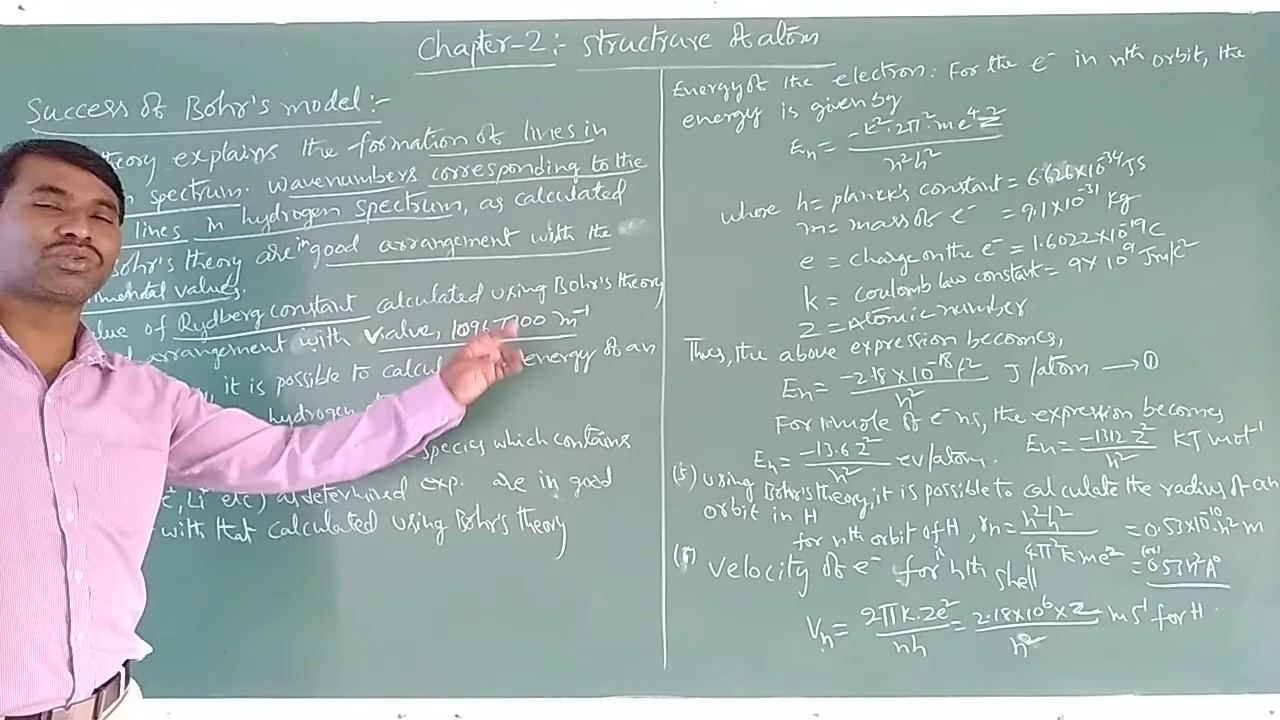 Chapter-2:- Structrure of atom
Success of Bohr's model:-
theory explains the formation of lines in
spectrum. wavenumbers corresponding to the
lines in hydrogen spectrum, as calculated
Bohr's theory are in good arrangement with the
mental values.
value of Rydberg constant calculated using Bohr's theory
arrangement with value, 109677 00 m⁻¹
, it is possible to calcul energy of an
hydrogen
species which contains
, Li etc) as determined exp. are in good
with that calculated using Bohr's theory
Energy of the electron: For the e⁻ in nth orbit, the
energy is given by
Eₙ = -k²·2π²·me⁴z² / n²h²
where h = planck's constant = 6.626×10⁻³⁴ JS
m = mass of e⁻ = 9.1×10⁻³¹ kg
e = charge on the e⁻ = 1.6022×10⁻¹⁹ C
k = coulomb law constant = 9×10⁹ Jm/c²
Z = Atomic number
Thus, the above expression becomes,
Eₙ = -2.18×10⁻¹⁸ z² / n² J/atom → ①
For 1 mole of e⁻ns, the expression becomes
Eₙ = -13.6 z² / n² ev/atom. Eₙ = -1312 z² / n² KJ mol⁻¹
(5) using Bohr's theory, it is possible to calculate the radius of an
orbit in H
for nth orbit of H, rₙ = n²h² / 4π²kme² = 0.53×10⁻¹⁰·n² m
(or)
= 0.53n² A°
velocity of e⁻ for in nth shell
Vₙ = 2πk.ze² / nh = 2.18×10⁶×Z / n ms⁻¹ for H